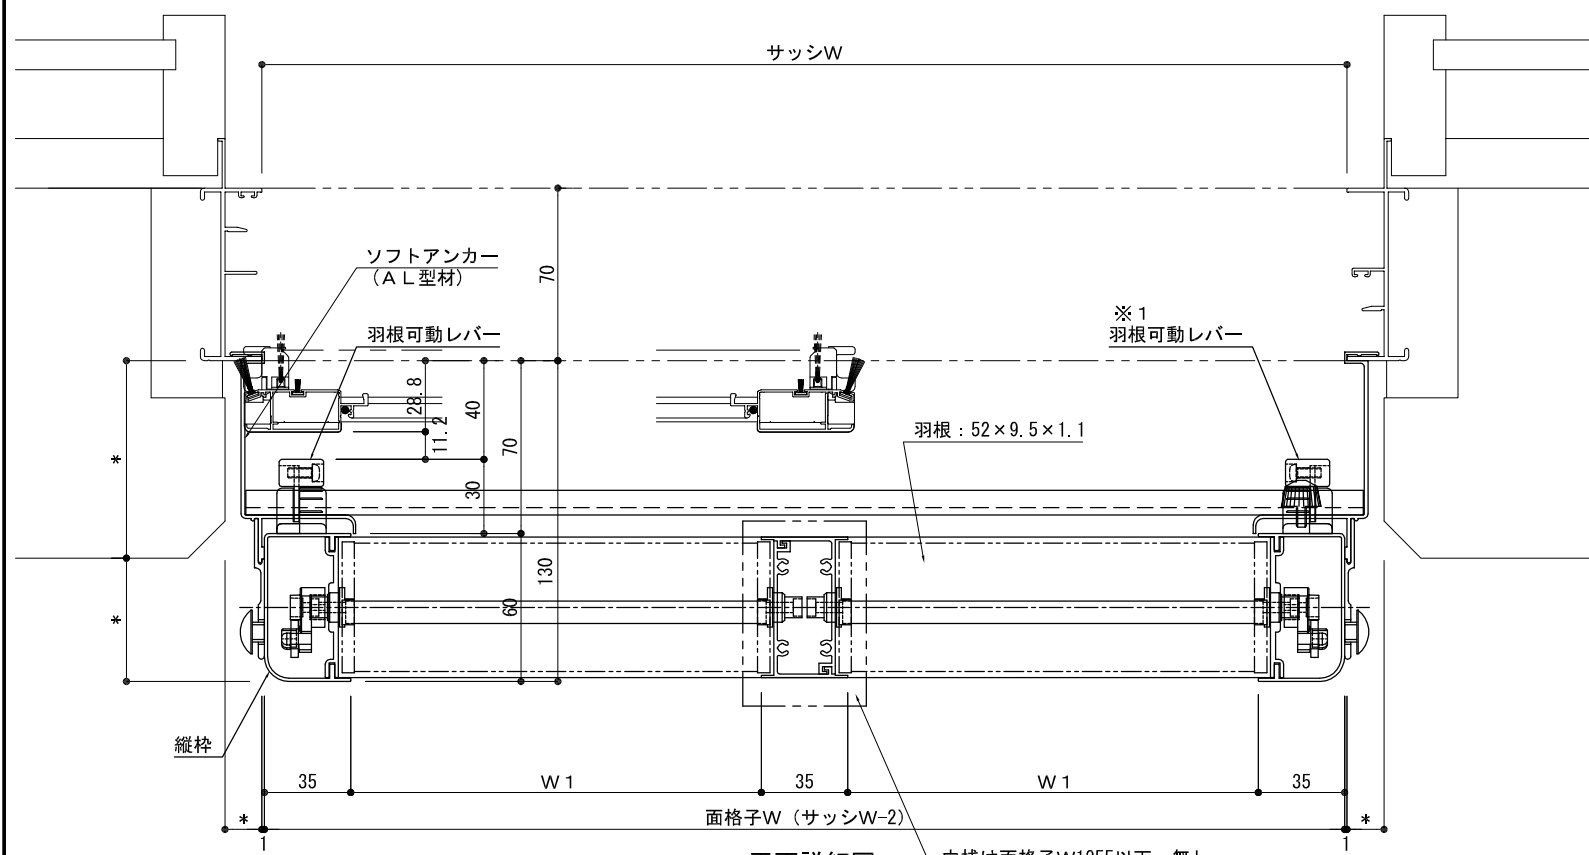 サッシW
ソフトアンカー
(AL型材)
70
羽根可動レバー
※1
羽根可動レバー
28.8
11.2
40
70
30
羽根：52×9.5×1.1
*
*
130
60
縦枠
35
W1
35
W1
35
*
面格子W（サッシW-2）
*
1
1